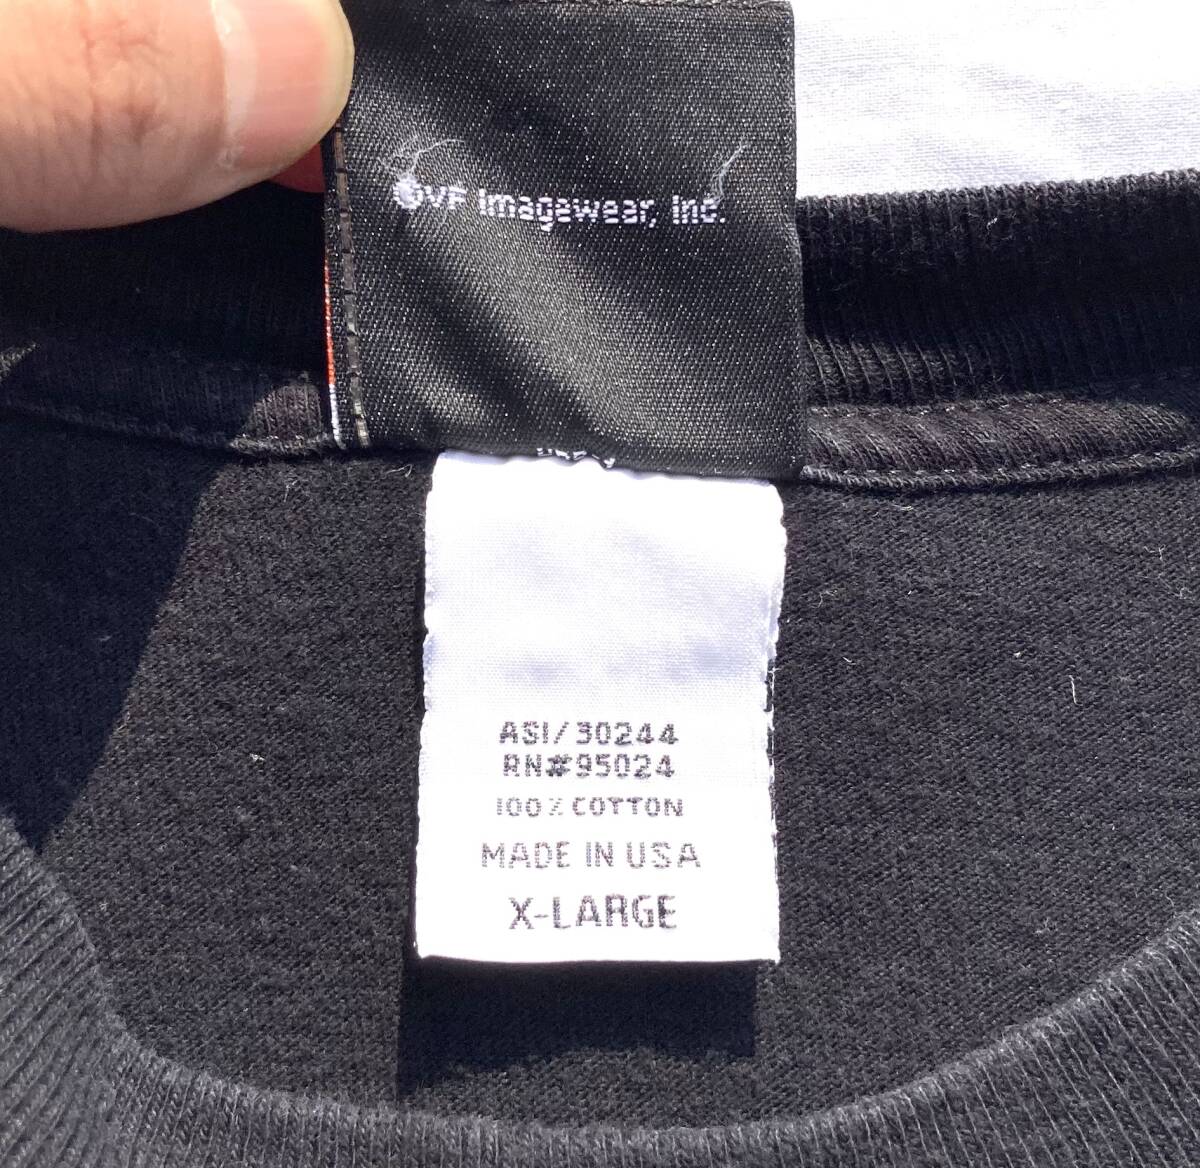 ©VF Imagewear, Inc.
ASI/30244
RN#95024
100% COTTON
MADE IN USA
X-LARGE